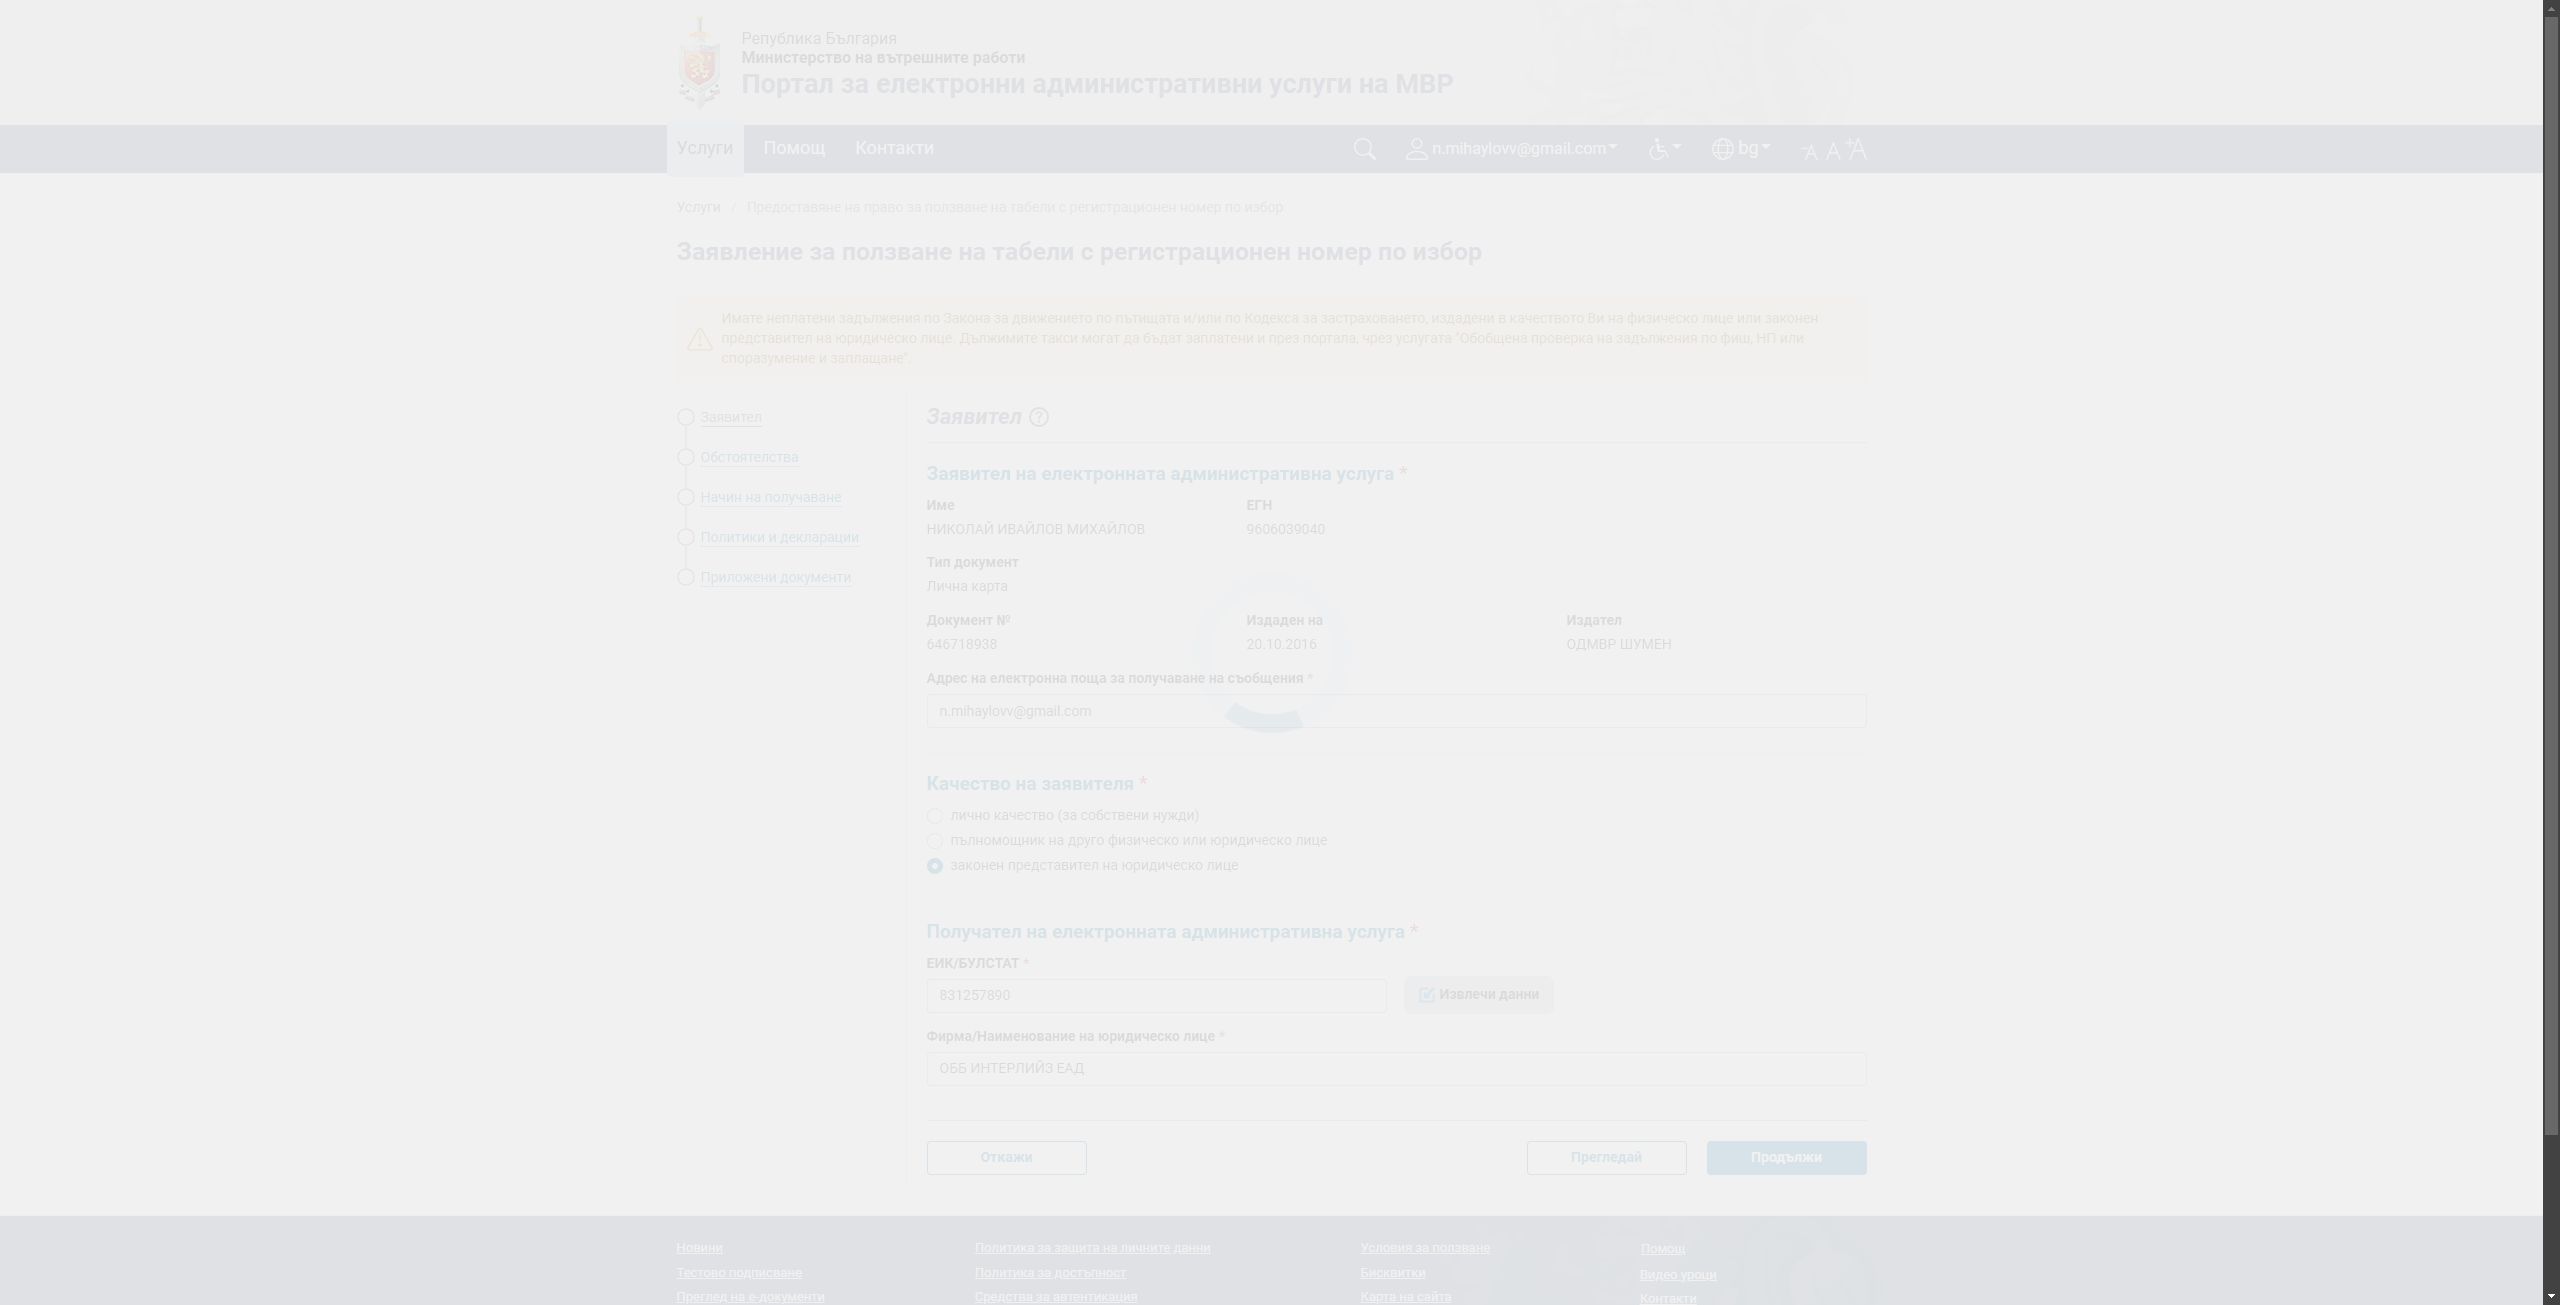 Република България
Министерство на вътрешните работи
Портал за електронни административни услуги на МВР
Услуги
Помощ
Контакти
n.mihaylovv@gmail.com
bg
-A A +A
Услуги / Предоставяне на право за ползване на табели с регистрационен номер по избор
Заявление за ползване на табели с регистрационен номер по избор
Имате неплатени задължения по Закона за движението по пътищата и/или по Кодекса за застраховането, издадени в качеството Ви на физическо лице или законен
представител на юридическо лице. Дължимите такси могат да бъдат заплатени и през портала, чрез услугата "Обобщена проверка на задължения по фиш, НП или
споразумение и заплащане".
Заявител
Обстоятелства
Начин на получаване
Политики и декларации
Приложени документи
Заявител
Заявител на електронната административна услуга *
Име ЕГН
НИКОЛАЙ ИВАЙЛОВ МИХАЙЛОВ 9606039040
Тип документ
Лична карта
Документ № Издаден на Издател
646718938 20.10.2016 ОДМВР ШУМЕН
Адрес на електронна поща за получаване на съобщения *
n.mihaylovv@gmail.com
Качество на заявителя *
лично качество (за собствени нужди)
пълномощник на друго физическо или юридическо лице
законен представител на юридическо лице
Получател на електронната административна услуга *
ЕИК/БУЛСТАТ *
831257890 Извлечи данни
Фирма/Наименование на юридическо лице *
ОББ ИНТЕРЛИЙЗ ЕАД
Откажи Прегледай Продължи
Новини Политика за защита на личните данни Условия за ползване Помощ
Тестово подписване Политика за достъпност Бисквитки Видео уроци
Преглед на е-документи Средства за автентикация Карта на сайта Контакти